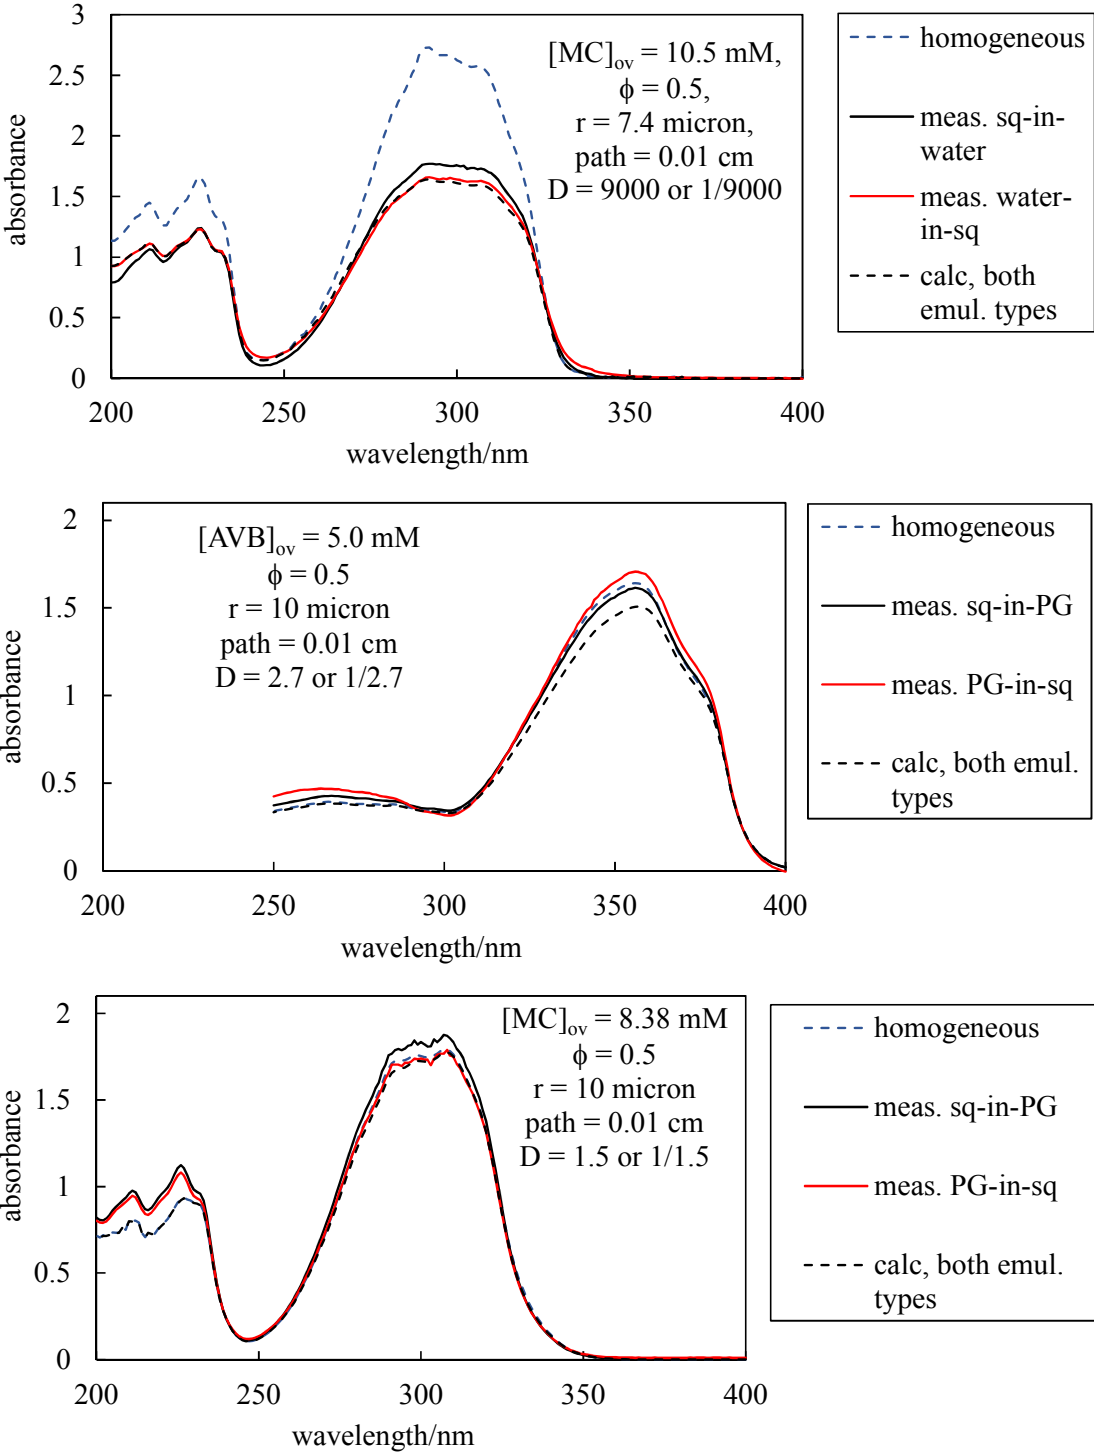 3
2.5
2
1.5
1
0.5
0
absorbance
200
250
300
350
400
wavelength/nm
[MC]ov = 10.5 mM,
ϕ = 0.5,
r = 7.4 micron,
path = 0.01 cm
D = 9000 or 1/9000
homogeneous
meas. sq-in-
water
meas. water-
in-sq
calc, both
emul. types
2
1.5
1
0.5
0
absorbance
200
250
300
350
400
wavelength/nm
[AVB]ov = 5.0 mM
ϕ = 0.5
r = 10 micron
path = 0.01 cm
D = 2.7 or 1/2.7
homogeneous
meas. sq-in-PG
meas. PG-in-sq
calc, both emul.
types
2
1.5
1
0.5
0
absorbance
200
250
300
350
400
wavelength/nm
[MC]ov = 8.38 mM
ϕ = 0.5
r = 10 micron
path = 0.01 cm
D = 1.5 or 1/1.5
homogeneous
meas. sq-in-PG
meas. PG-in-sq
calc, both emul.
types